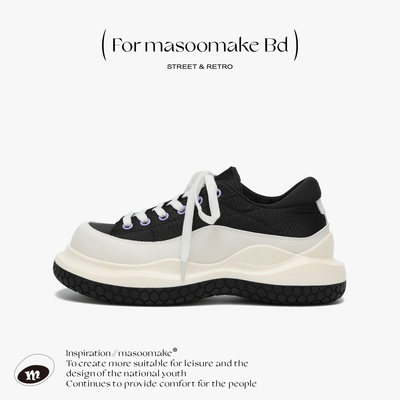 (For masoomake Bd)
STREET & RETRO
m
Inspiration//masoomake®
To create more suitable for leisure and the
design of the national youth
Continues to provide comfort for the people